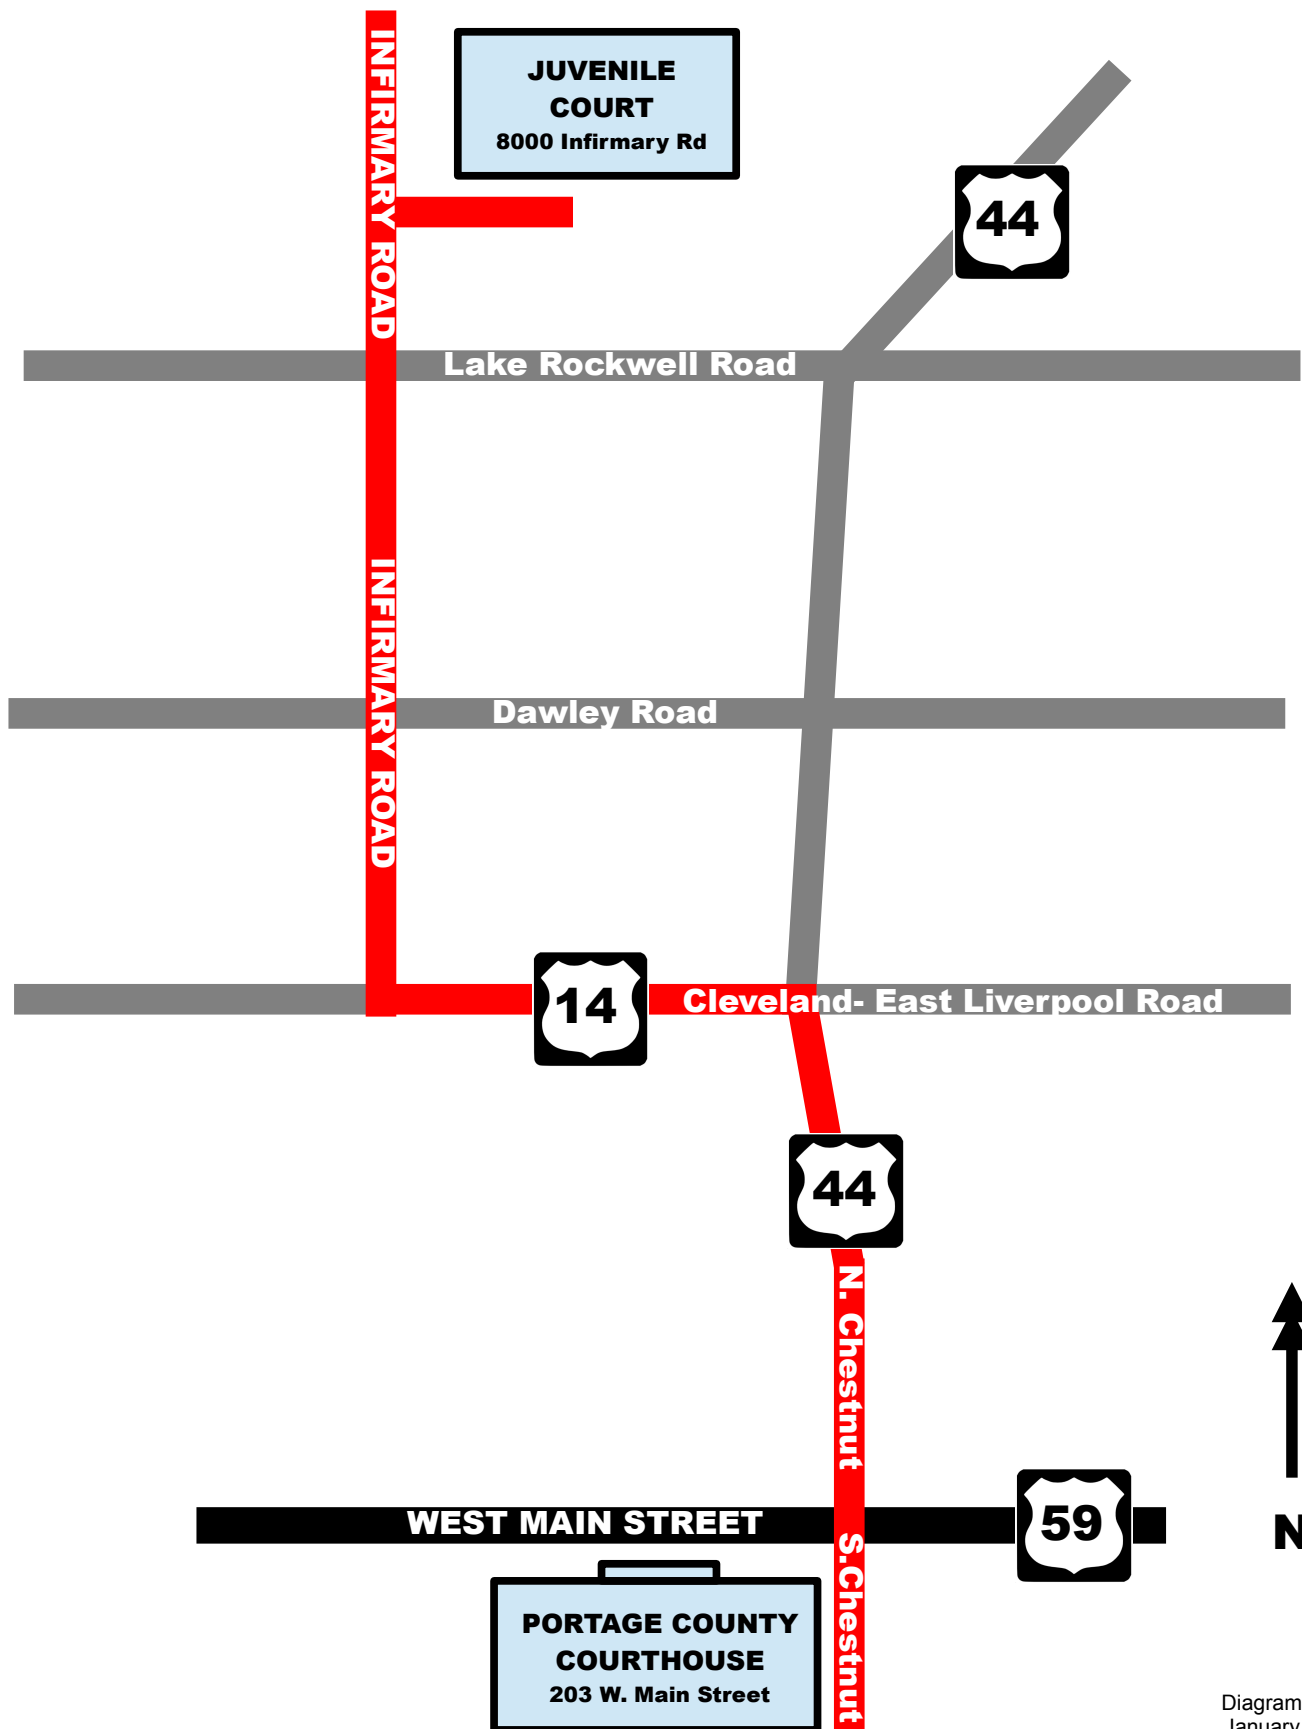 INFIRMARY ROAD
JUVENILE
COURT
8000 Infirmary Rd
44
Lake Rockwell Road
INFIRMARY ROAD
Dawley Road
14
Cleveland- East Liverpool Road
44
N. Chestnut
WEST MAIN STREET
59
N
S.Chestnut
PORTAGE COUNTY
COURTHOUSE
203 W. Main Street
Diagram
January